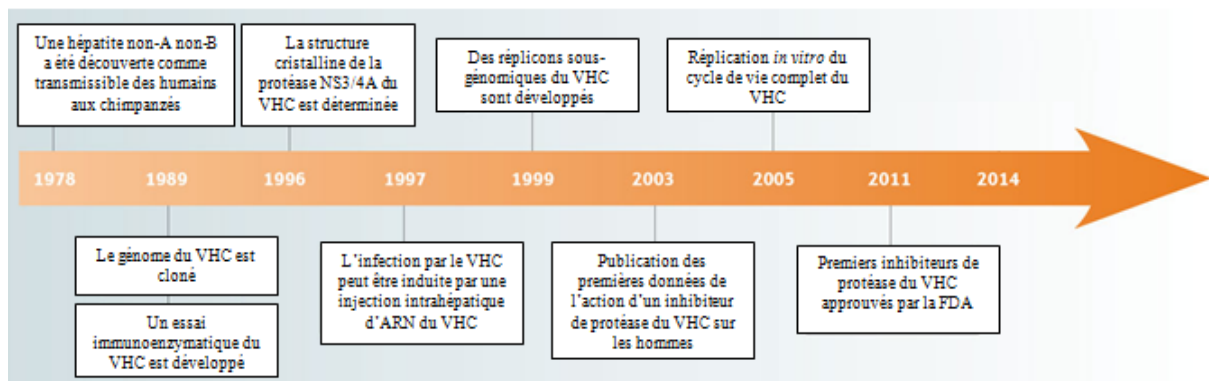 Une hépatite non-A non-B
a été découverte comme
transmissible des humains
aux chimpanzés
La structure
cristalline de la
protéase NS3/4A du
VHC est déterminée
Des réplicons sous-
génomiques du VHC
sont développés
Réplication in vitro du
cycle de vie complet du
VHC
1978 1989 1996 1997 1999 2003 2005 2011 2014
Le génome du VHC est
cloné
Un essai
immunoenzymatique du
VHC est développé
L'infection par le VHC
peut être induite par une
injection intrahépatique
d'ARN du VHC
Publication des
premières données de
l'action d'un inhibiteur
de protéase du VHC sur
les hommes
Premiers inhibiteurs de
protéase du VHC
approuvés par la FDA